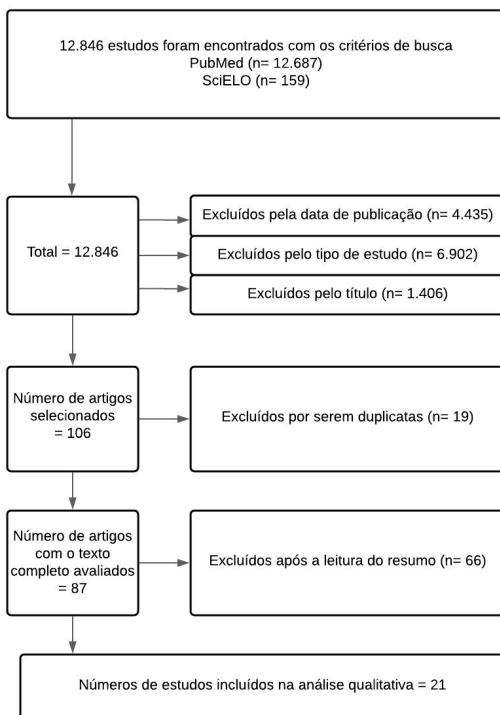 12.846 estudos foram encontrados com os critérios de busca
PubMed (n= 12.687)
SciELO (n= 159)
Total = 12.846
Excluídos pela data de publicação (n= 4.435)
Excluídos pelo tipo de estudo (n= 6.902)
Excluídos pelo título (n= 1.406)
Número de artigos
selecionados
= 106
Excluídos por serem duplicatas (n= 19)
Número de artigos
com o texto
completo avaliados
= 87
Excluídos após a leitura do resumo (n= 66)
Números de estudos incluídos na análise qualitativa = 21